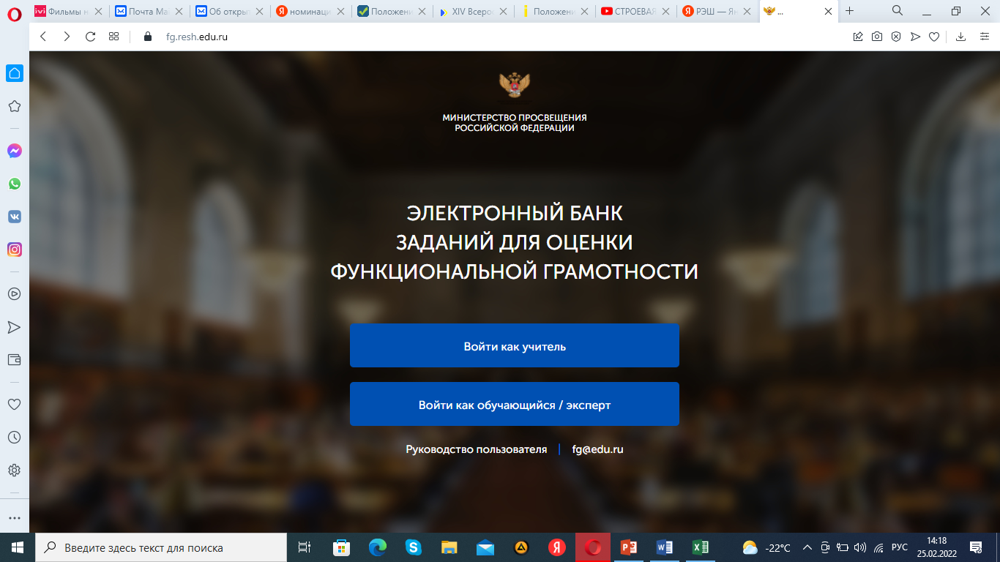 Фильмы н
Почта Ма
Об откры
номинаци
Положени
XIV Всеро
Положени
СТРОЕВАЯ
РЭШ — Ян
...
fg.resh.edu.ru
МИНИСТЕРСТВО ПРОСВЕЩЕНИЯ
РОССИЙСКОЙ ФЕДЕРАЦИИ
ЭЛЕКТРОННЫЙ БАНК
ЗАДАНИЙ ДЛЯ ОЦЕНКИ
ФУНКЦИОНАЛЬНОЙ ГРАМОТНОСТИ
Войти как учитель
Войти как обучающийся / эксперт
Руководство пользователя | fg@edu.ru
Введите здесь текст для поиска
-22°C
РУС
14:18
25.02.2022